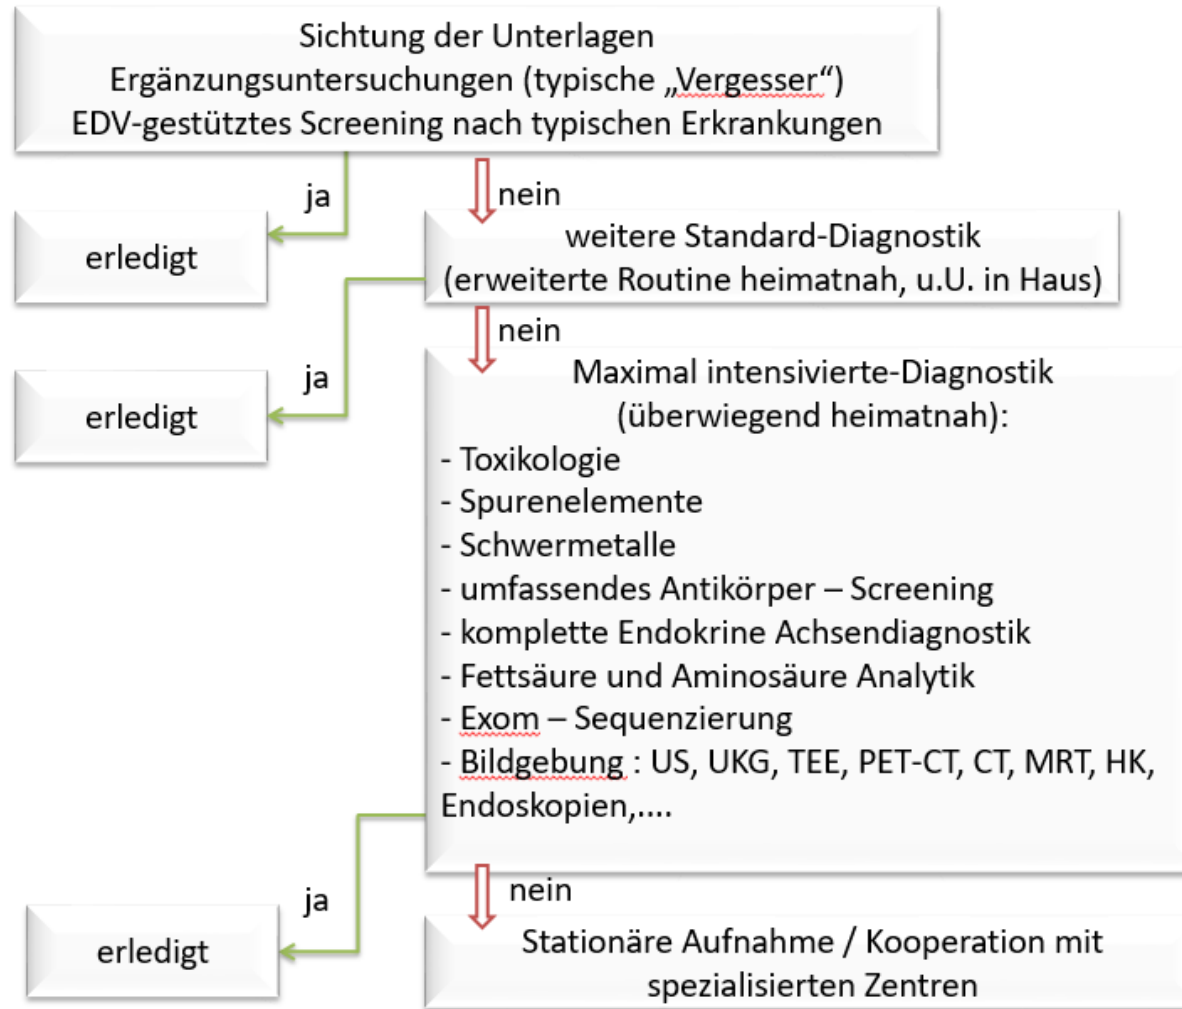 Sichtung der Unterlagen
Ergänzungsuntersuchungen (typische „Vergesser“)
EDV-gestütztes Screening nach typischen Erkrankungen
ja
nein
erledigt
weitere Standard-Diagnostik
(erweiterte Routine heimatnah, u.U. in Haus)
ja
nein
erledigt
Maximal intensivierte-Diagnostik
(überwiegend heimatnah):
- Toxikologie
- Spurenelemente
- Schwermetalle
- umfassendes Antikörper – Screening
- komplette Endokrine Achsendiagnostik
- Fettsäure und Aminosäure Analytik
- Exom – Sequenzierung
- Bildgebung : US, UKG, TEE, PET-CT, CT, MRT, HK,
Endoskopien,....
ja
nein
erledigt
Stationäre Aufnahme / Kooperation mit
spezialisierten Zentren